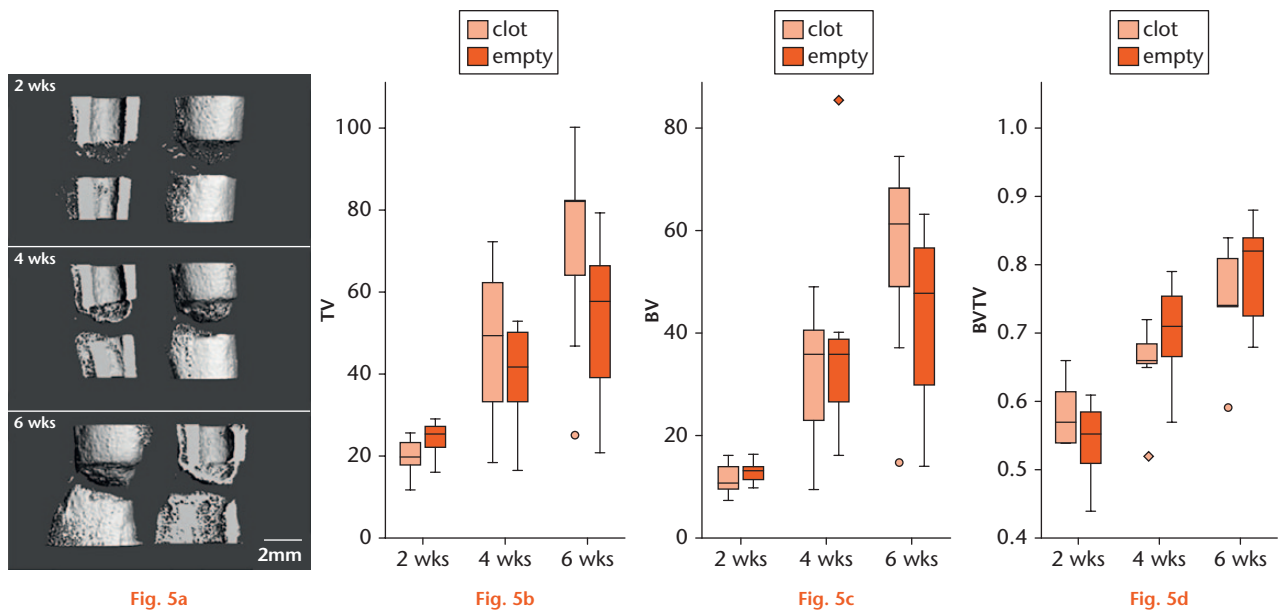 2 wks
4 wks
6 wks
2mm
Fig. 5a
clot
empty
TV
100
80
60
40
20
0
2 wks 4 wks 6 wks
Fig. 5b
clot
empty
BV
80
60
40
20
0
2 wks 4 wks 6 wks
Fig. 5c
clot
empty
BVTV
1.0
0.9
0.8
0.7
0.6
0.5
0.4
2 wks 4 wks 6 wks
Fig. 5d